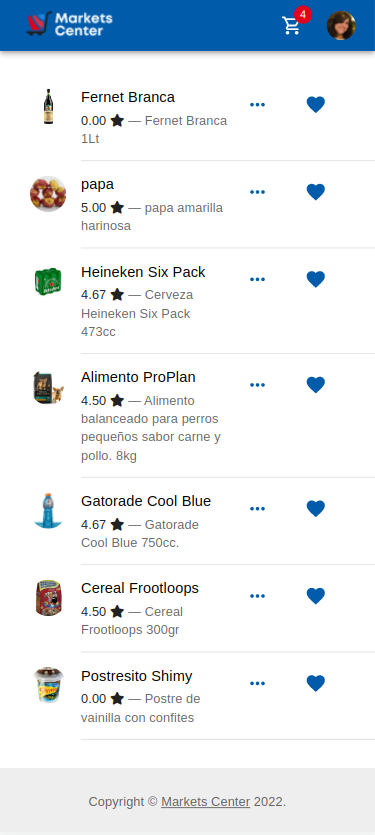 Markets
Center
4
Fernet Branca
0.00 ★ — Fernet Branca
1Lt
papa
5.00 ★ — papa amarilla
harinosa
Heineken Six Pack
4.67 ★ — Cerveza
Heineken Six Pack
473cc
Alimento ProPlan
4.50 ★ — Alimento
balanceado para perros
pequeños sabor carne y
pollo. 8kg
Gatorade Cool Blue
4.67 ★ — Gatorade
Cool Blue 750cc.
Cereal Frootloops
4.50 ★ — Cereal
Frootloops 300gr
Postresito Shimy
0.00 ★ — Postre de
vainilla con confites
Copyright © Markets Center 2022.